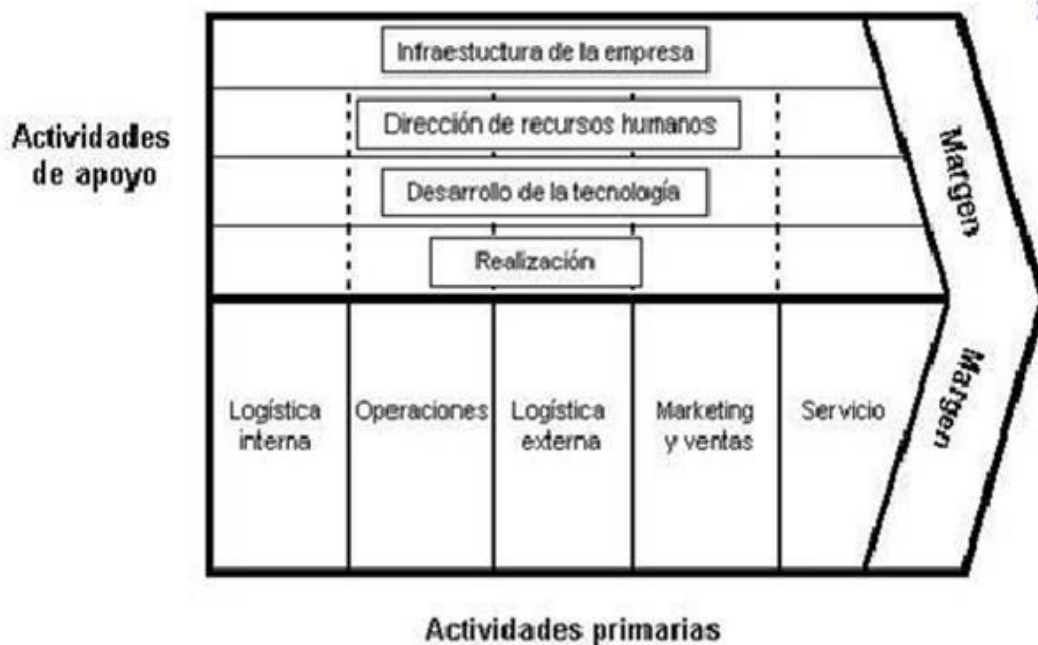 Infraestuctura de la empresa
Actividades
de apoyo
Dirección de recursos humanos
Desarrollo de la tecnología
Realización
Margen
Margen
Logística
interna
Operaciones
Logística
externa
Marketing
y ventas
Servicio
Actividades primarias